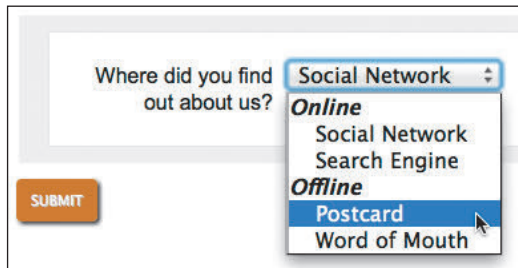 Where did you find
out about us?
Social Network
Online
Social Network
Search Engine
Offline
Postcard
Word of Mouth
SUBMIT